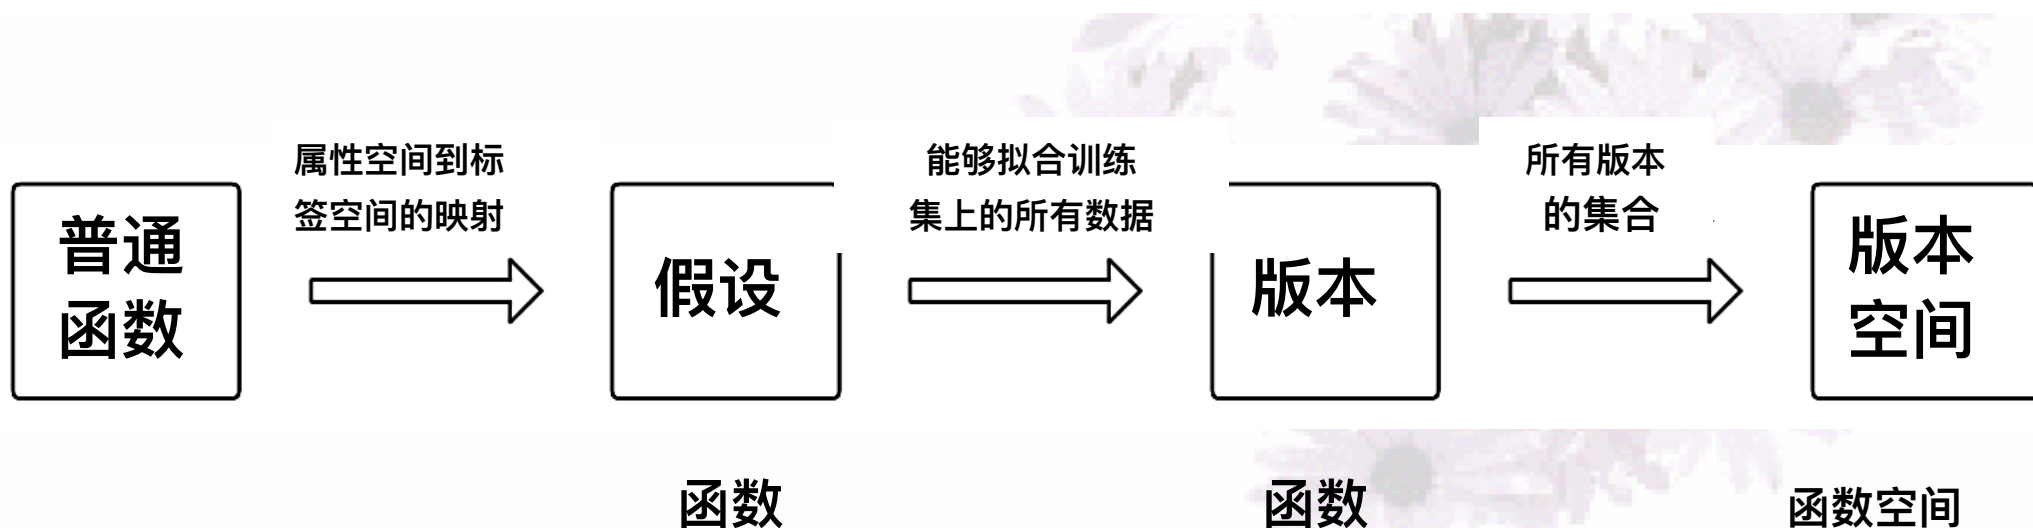 属性空间到标
签空间的映射
能够拟合训练
集上的所有数据
所有版本
的集合
普通
函数
假设
版本
版本
空间
函数
函数
函数空间